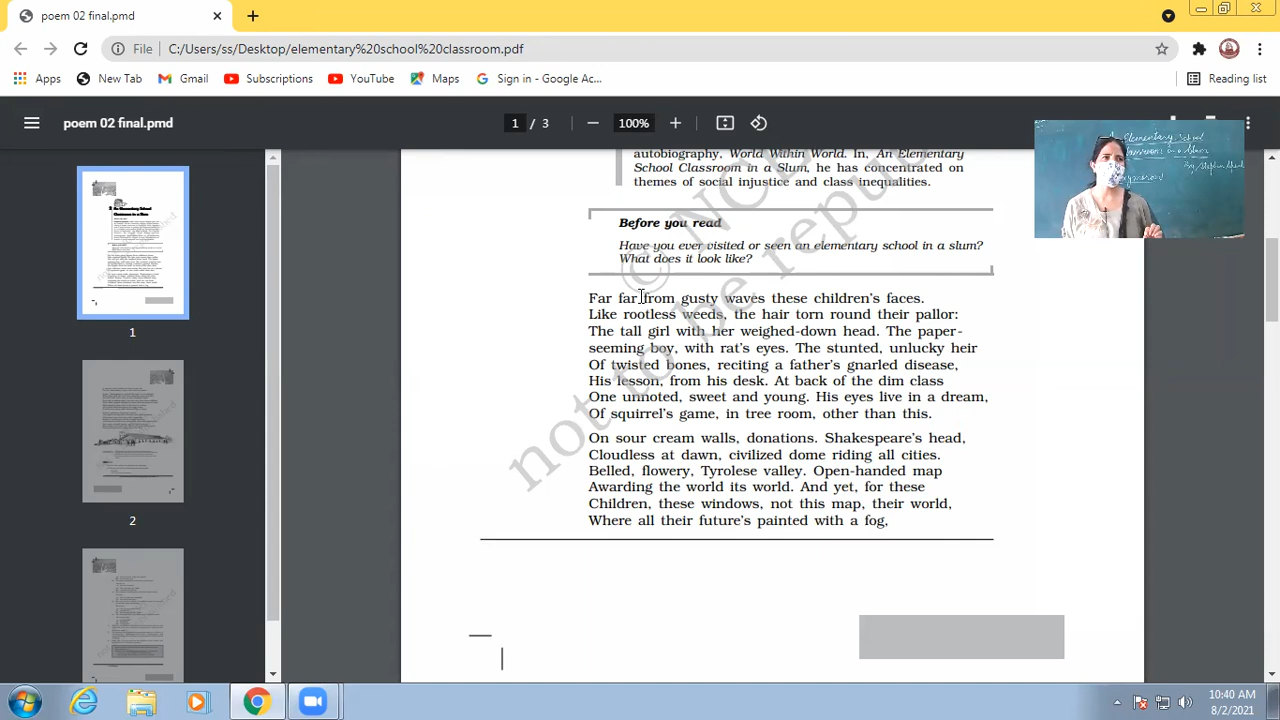 poem 02 final.pmd
File C:/Users/ss/Desktop/elementary%20school%20classroom.pdf
Apps New Tab Gmail Subscriptions YouTube Maps Sign in - Google Ac... Reading list
poem 02 final.pmd 1 / 3 100%
autobiography, World Within World. In, An Elementary
School Classroom in a Slum, he has concentrated on
themes of social injustice and class inequalities.
Before you read
Have you ever visited or seen an elementary school in a slum?
What does it look like?
Far far from gusty waves these children's faces.
Like rootless weeds, the hair torn round their pallor:
The tall girl with her weighed-down head. The paper-
seeming boy, with rat's eyes. The stunted, unlucky heir
Of twisted bones, reciting a father's gnarled disease,
His lesson, from his desk. At back of the dim class
One unnoted, sweet and young. His eyes live in a dream,
Of squirrel's game, in tree room, other than this.
On sour cream walls, donations. Shakespeare's head,
Cloudless at dawn, civilized dome riding all cities.
Belled, flowery, Tyrolese valley. Open-handed map
Awarding the world its world. And yet, for these
Children, these windows, not this map, their world,
Where all their future's painted with a fog,
not to be repub
© NCE
Elementary School
Classroom in a Slum
1
2
10:40 AM
8/2/2021